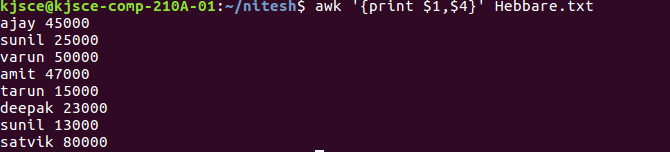 kjsce@kjsce-comp-210A-01:~/nitesh$ awk '{print $1,$4}' Hebbare.txt
ajay 45000
sunil 25000
varun 50000
amit 47000
tarun 15000
deepak 23000
sunil 13000
satvik 80000